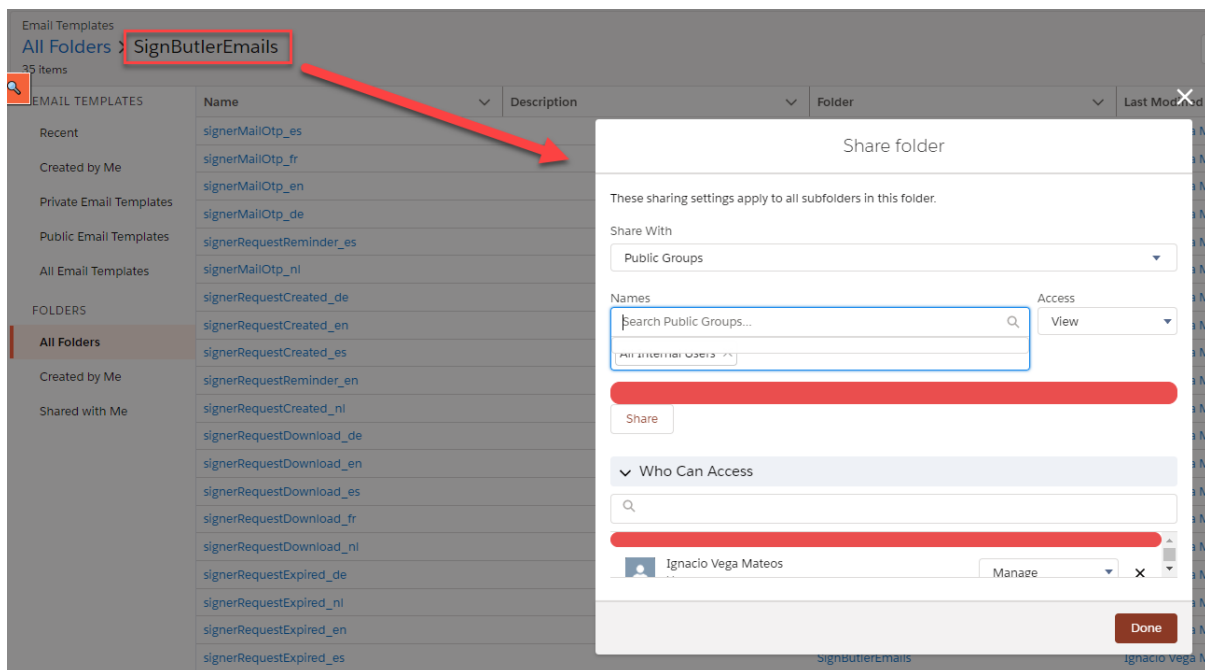 Email Templates
All Folders > SignButlerEmails
35 items
EMAIL TEMPLATES
Recent
Created by Me
Private Email Templates
Public Email Templates
All Email Templates
FOLDERS
All Folders
Created by Me
Shared with Me
Name Description Folder Last Modified
signerMailOtp_es
signerMailOtp_fr
signerMailOtp_en
signerMailOtp_de
signerRequestReminder_es
signerMailOtp_nl
signerRequestCreated_de
signerRequestCreated_en
signerRequestCreated_es
signerRequestReminder_en
signerRequestCreated_nl
signerRequestDownload_de
signerRequestDownload_en
signerRequestDownload_es
signerRequestDownload_fr
signerRequestDownload_nl
signerRequestExpired_de
signerRequestExpired_nl
signerRequestExpired_en
signerRequestExpired_es SignButlerEmails Ignacio Vega M
Share folder
These sharing settings apply to all subfolders in this folder.
Share With
Public Groups
Names Access
Search Public Groups... View
All Internal Users
Share
Who Can Access
Ignacio Vega Mateos
Manage
Done